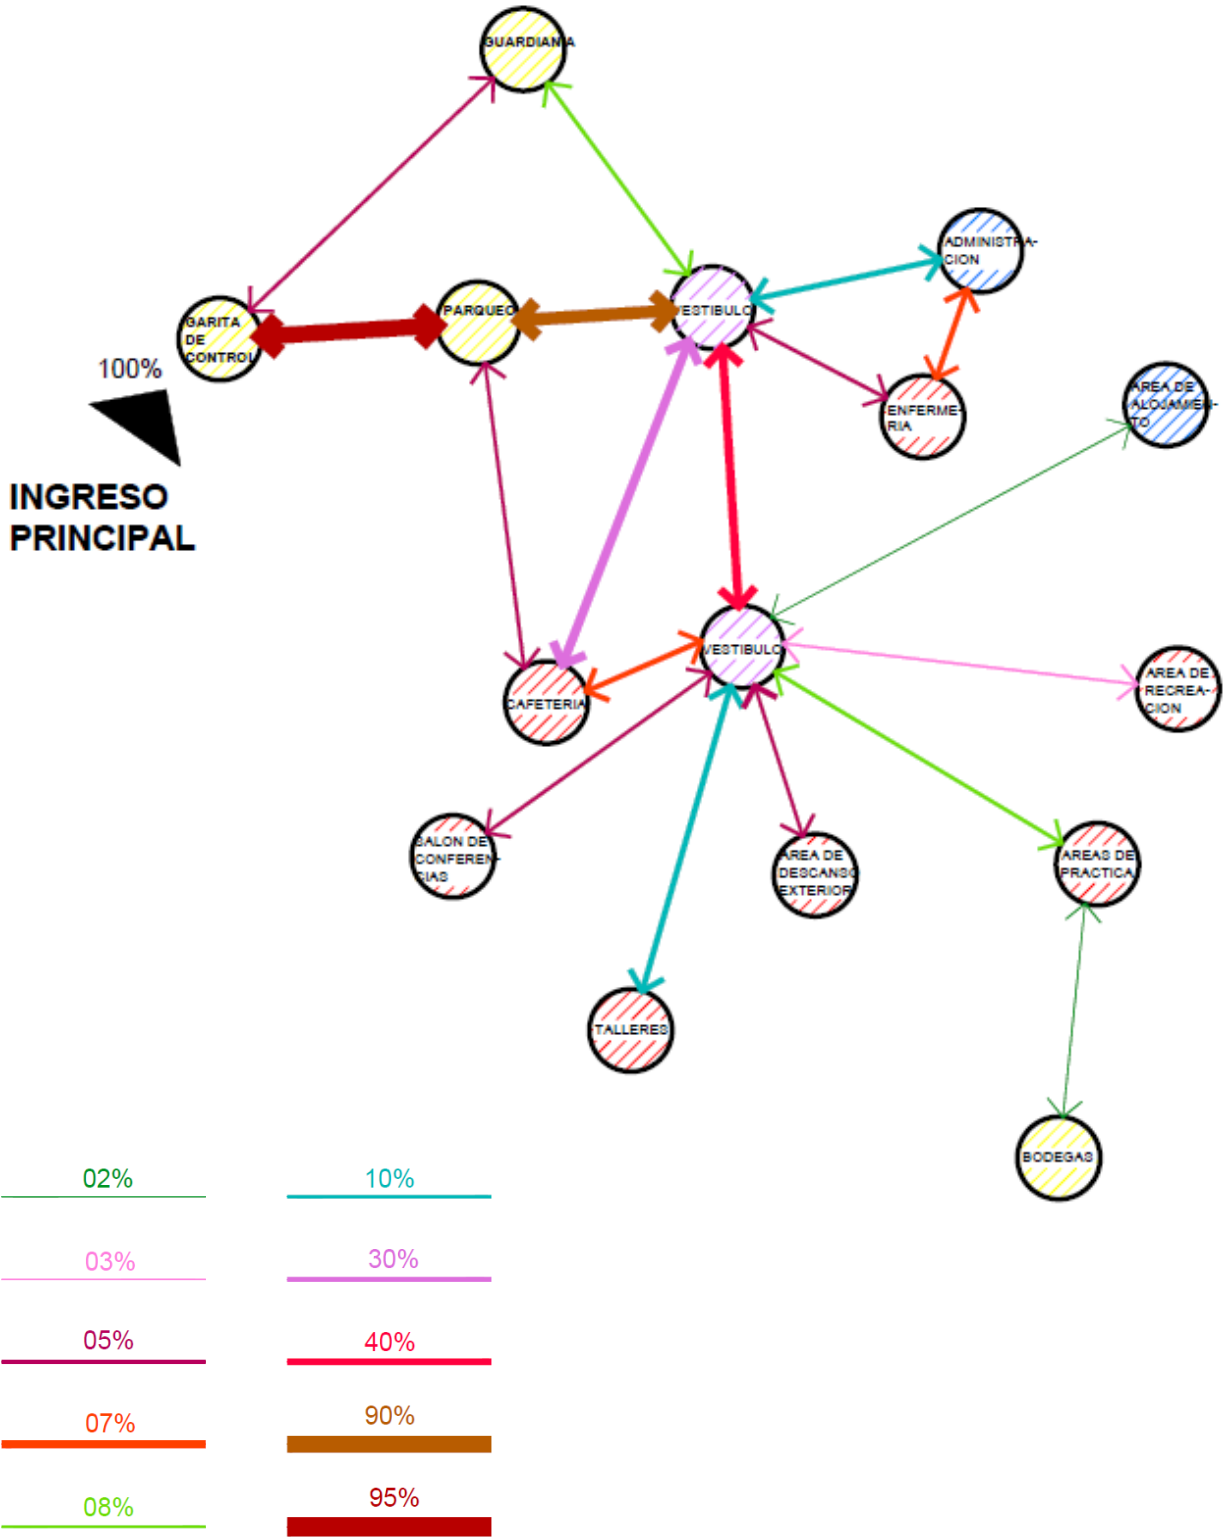 GUARDIANIA
ADMINISTRA-
CION
VESTIBULO
PARQUEO
GARITA
DE
CONTROL
100%
INGRESO
PRINCIPAL
ENFERME-
RIA
AREA DE
ALOJAMIEN-
TO
VESTIBULO
CAFETERIA
AREA DE
RECREA-
CION
SALON DE
CONFEREN-
CIAS
AREA DE
DESCANSO
EXTERIOR
AREAS DE
PRACTICA
TALLERES
BODEGAS
02%
10%
03%
30%
05%
40%
07%
90%
08%
95%